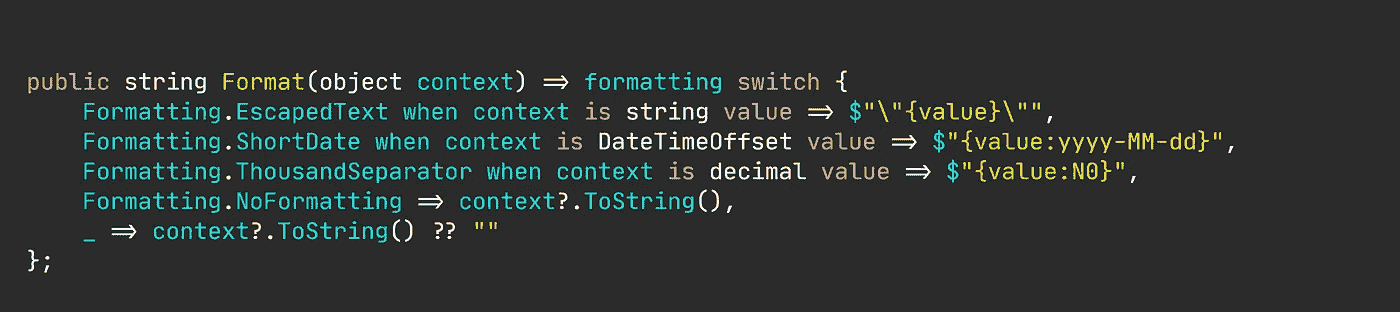 public string Format(object context) => formatting switch {
    Formatting.EscapedText when context is string value => $"\"{value}\"",
    Formatting.ShortDate when context is DateTimeOffset value => $"{value:yyyy-MM-dd}",
    Formatting.ThousandSeparator when context is decimal value => $"{value:N0}",
    Formatting.NoFormatting => context?.ToString(),
    _ => context?.ToString() ?? ""
};